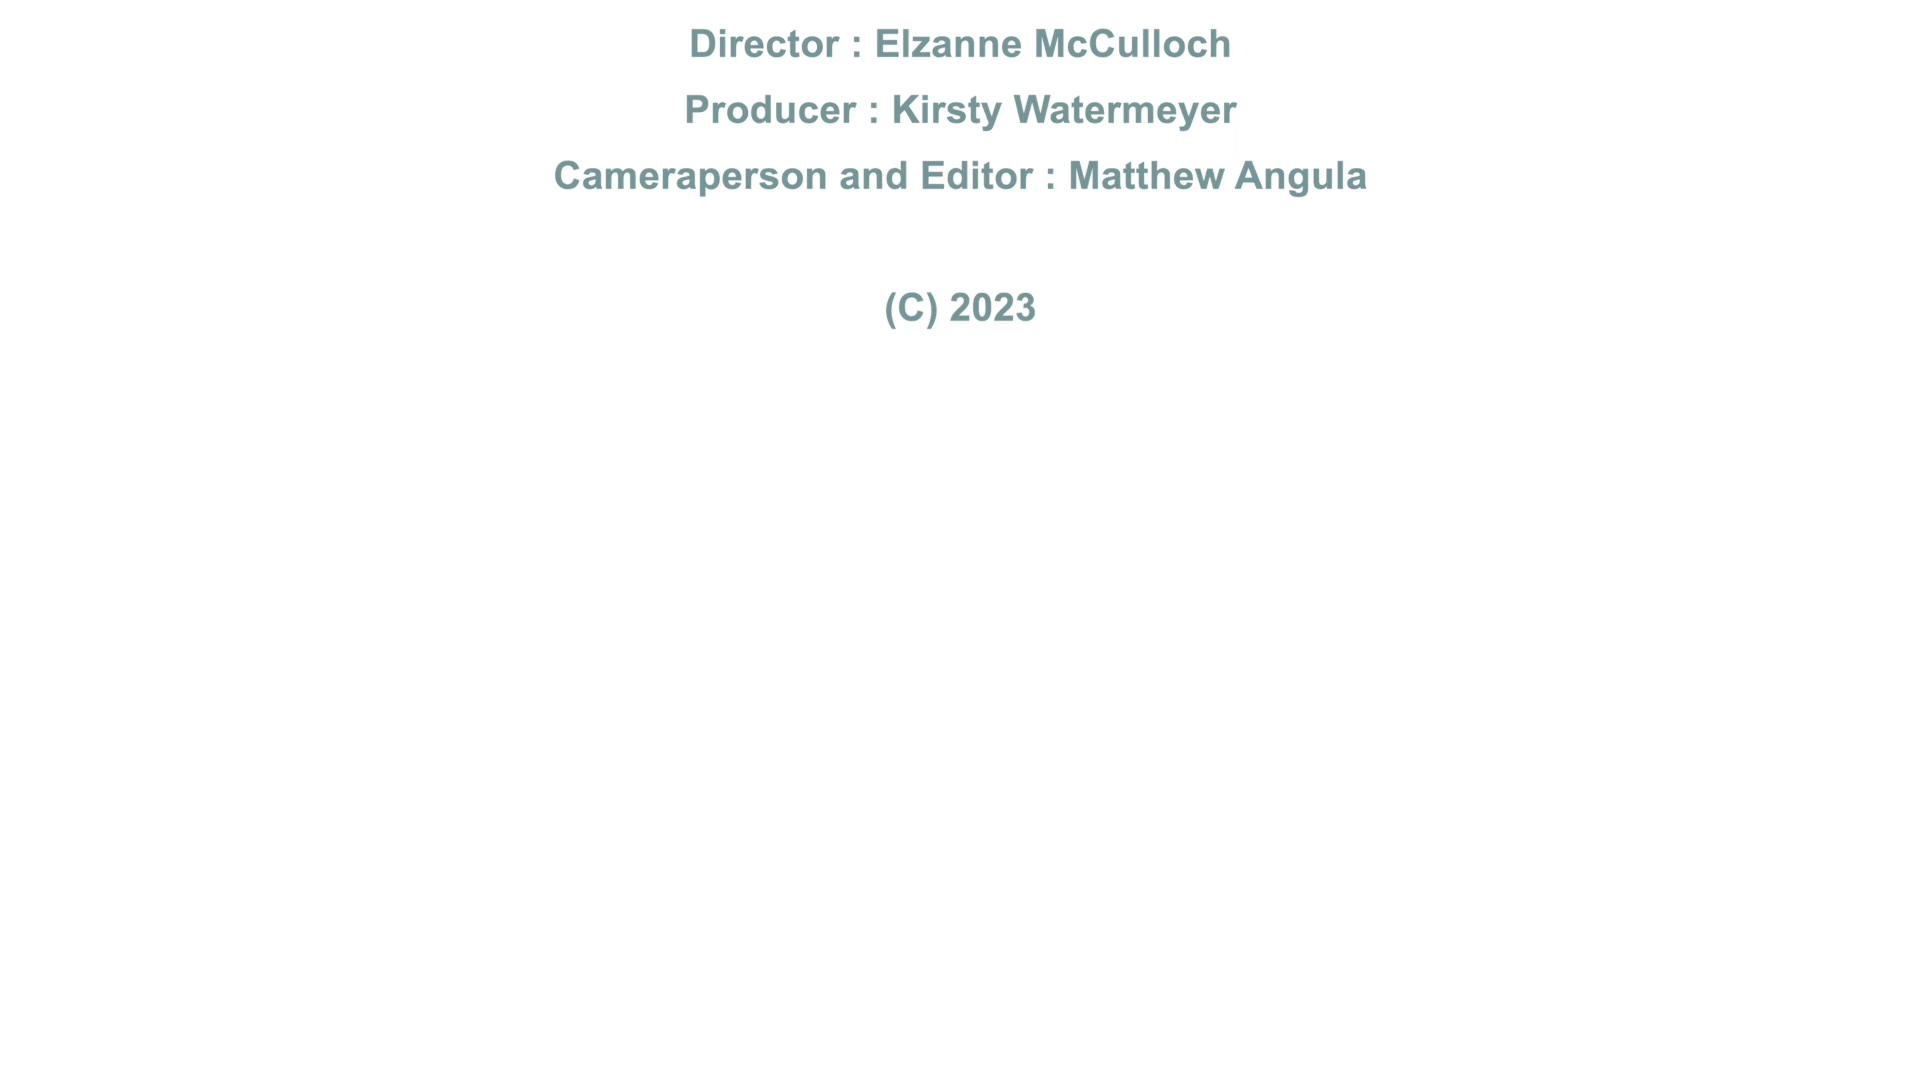 Director : Elzanne McCulloch
Producer : Kirsty Watermeyer
Cameraperson and Editor : Matthew Angula
(C) 2023